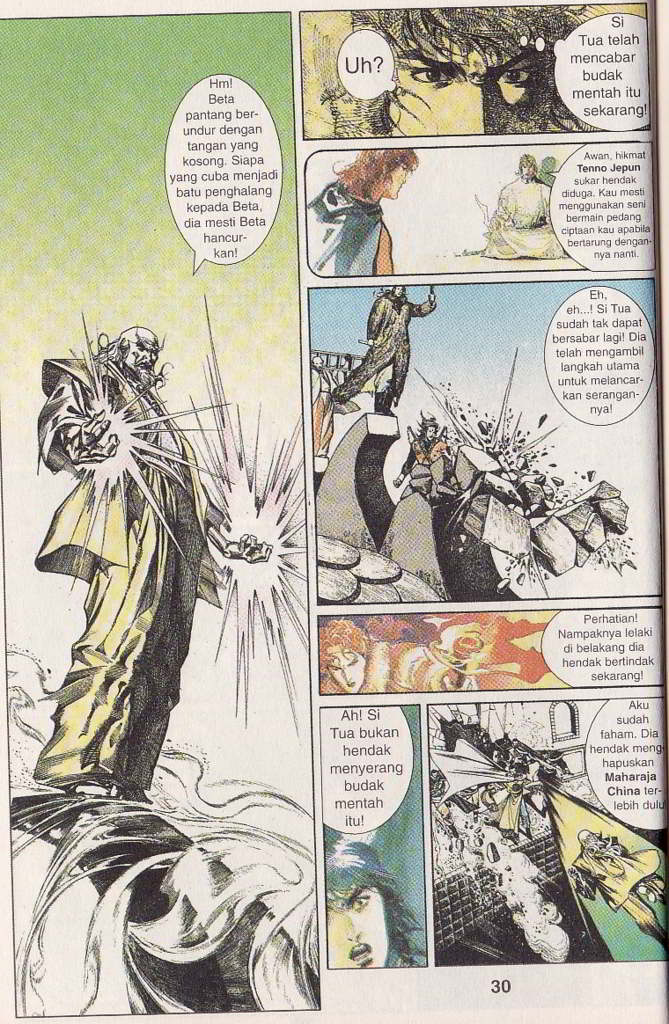 Hm!
Beta
pantang ber-
undur dengan
tangan yang
kosong. Siapa
yang cuba menjadi
batu penghalang
kepada Beta,
dia mesti Beta
hancur-
kan!
Uh?
Si
Tua telah
mencabar
budak
mentah itu
sekarang!
Awan, hikmat
Tenno Jepun
sukar hendak
diduga. Kau mesti
menggunakan seni
bermain pedang
ciptaan kau apabila
bertarung dengan-
nya nanti.
Eh,
eh...! Si Tua
sudah tak dapat
bersabar lagi! Dia
telah mengambil
langkah utama
untuk melancar-
kan serangan-
nya!
Perhatian!
Nampaknya lelaki
di belakang dia
hendak bertindak
sekarang!
Ah! Si
Tua bukan
hendak
menyerang
budak
mentah
itu!
Aku
sudah
faham. Dia
hendak meng-
hapuskan
Maharaja
China ter-
lebih dulu
30